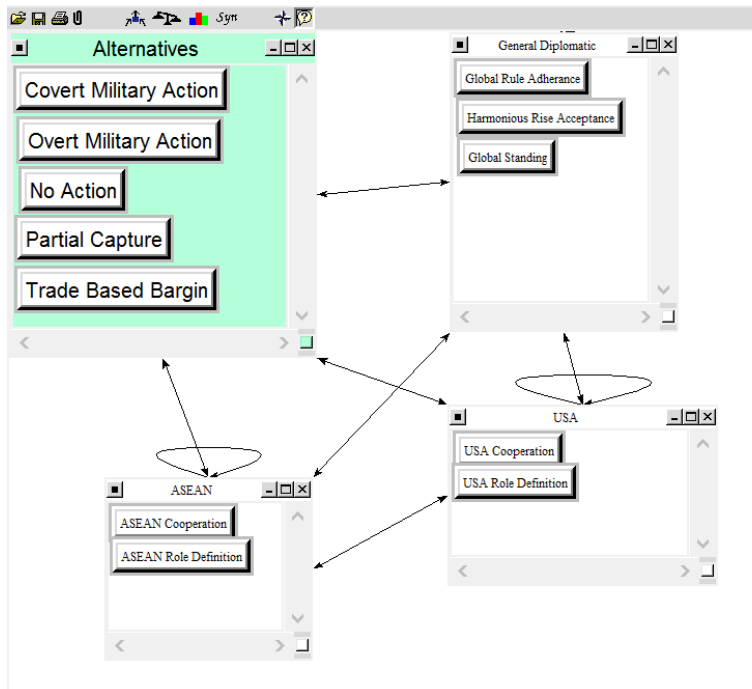 Syn
Alternatives
Covert Military Action
Overt Military Action
No Action
Partial Capture
Trade Based Bargin
General Diplomatic
Global Rule Adherance
Harmonious Rise Acceptance
Global Standing
ASEAN
ASEAN Cooperation
ASEAN Role Definition
USA
USA Cooperation
USA Role Definition